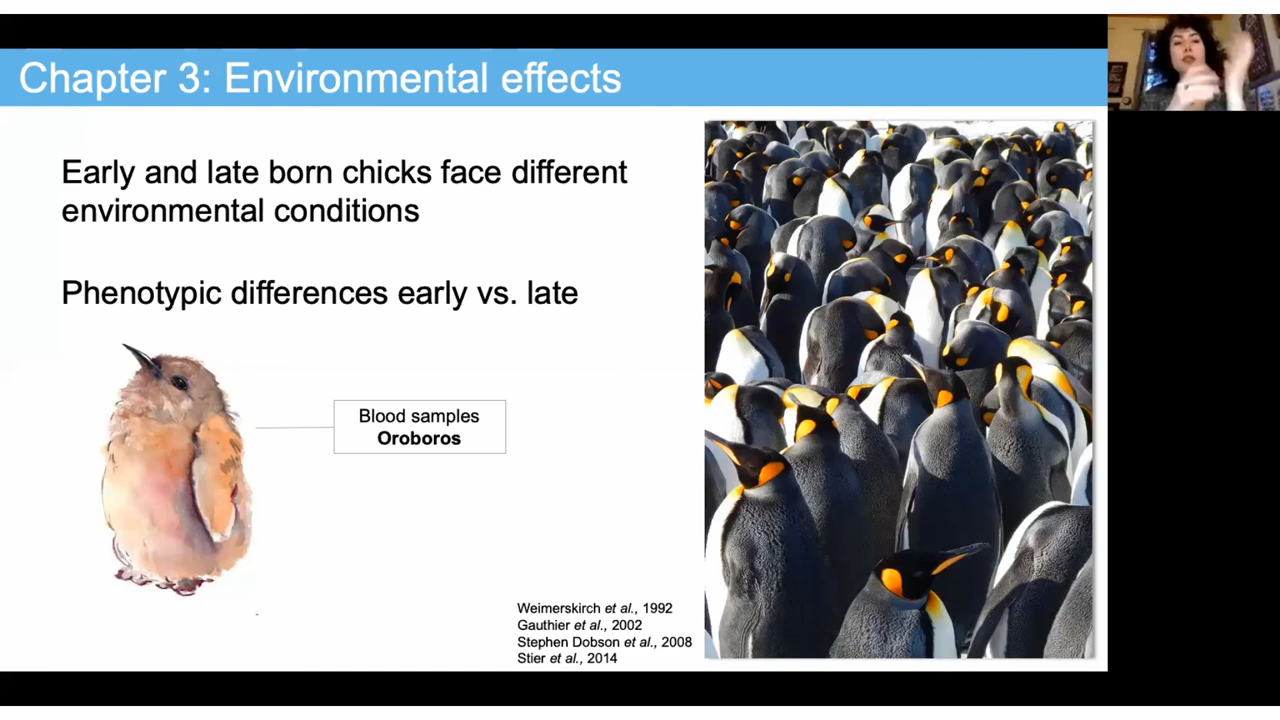 Chapter 3: Environmental effects
Early and late born chicks face different
environmental conditions
Phenotypic differences early vs. late
Blood samples
Oroboros
Weimerskirch et al., 1992
Gauthier et al., 2002
Stephen Dobson et al., 2008
Stier et al., 2014